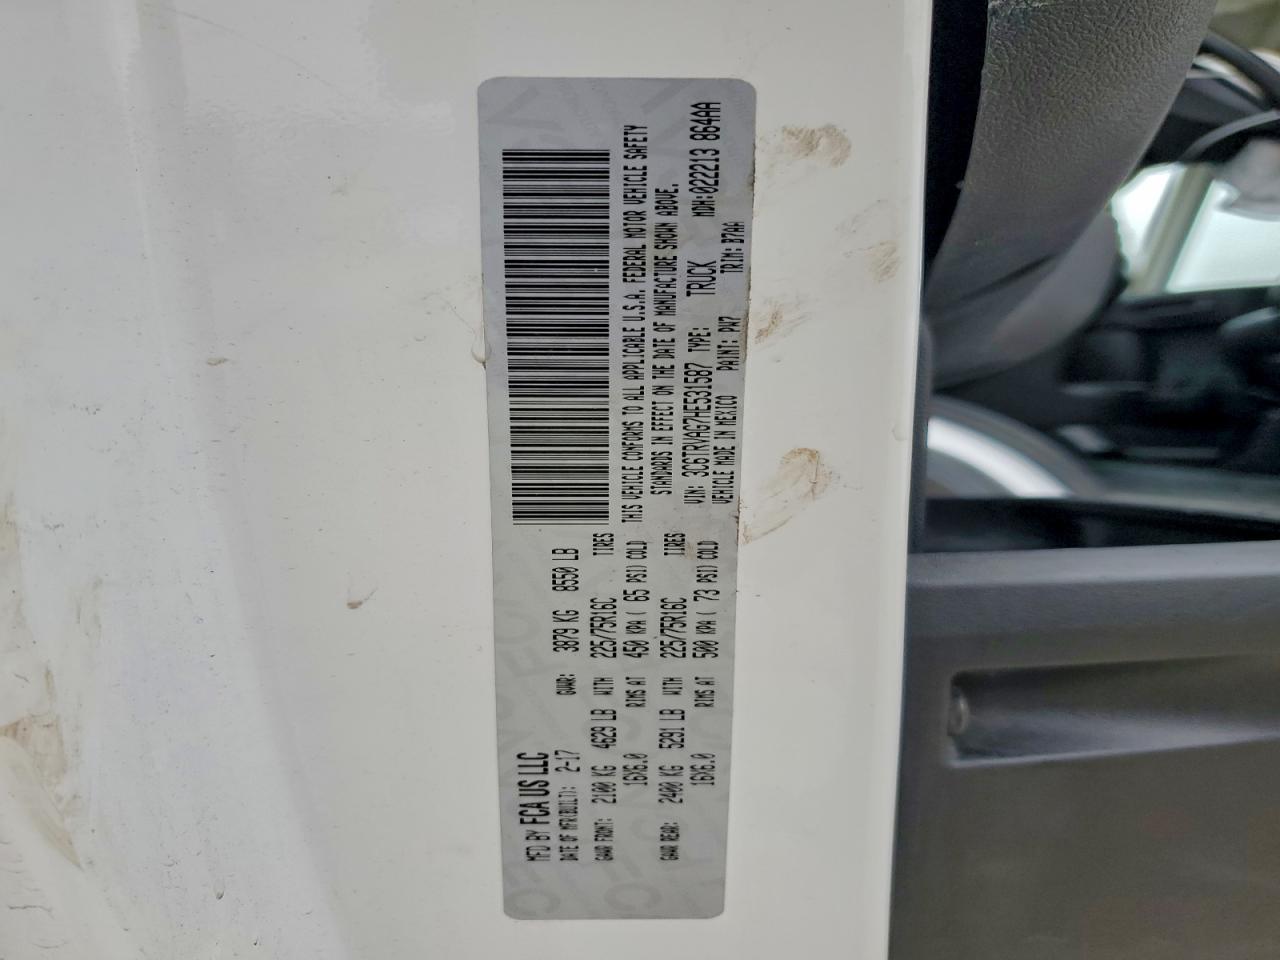 MFD BY FCA US LLC
DATE OF MFR(BUILT): 2-17 GVWR: 3879 KG 8550 LB
GAWR FRONT: 2100 KG 4629 LB WITH 225/75R16C TIRES
16X6.0 RIMS AT 450 KPA ( 65 PSI) COLD
GAWR REAR: 2400 KG 5291 LB WITH 225/75R16C TIRES
16X6.0 RIMS AT 500 KPA ( 73 PSI) COLD
THIS VEHICLE CONFORMS TO ALL APPLICABLE U.S.A. FEDERAL MOTOR VEHICLE SAFETY
STANDARDS IN EFFECT ON THE DATE OF MANUFACTURE SHOWN ABOVE.
VIN: 3C6TRVAG7HE531587 TYPE: TRUCK MDH: 022213 864AA
VEHICLE MADE IN MEXICO PAINT: PW7 TRIM: B7AA